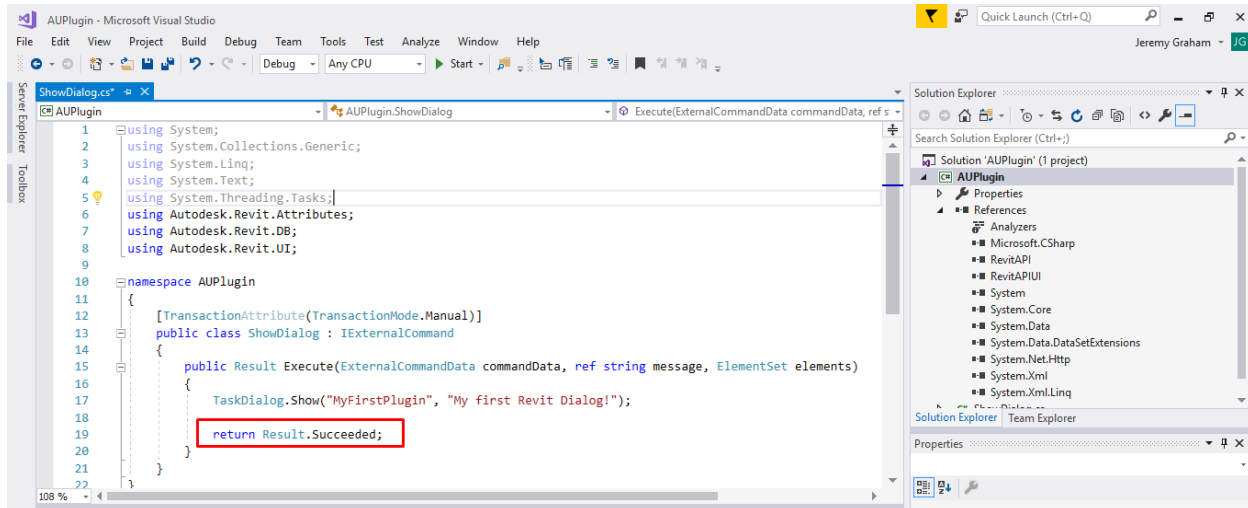 AUPlugin - Microsoft Visual Studio
Quick Launch (Ctrl+Q)
File Edit View Project Build Debug Team Tools Test Analyze Window Help
Jeremy Graham JG
Debug Any CPU Start
Server Explorer
Toolbox
ShowDialog.cs*
AUPlugin AUPlugin.ShowDialog Execute(ExternalCommandData commandData, ref s
1 using System;
2 using System.Collections.Generic;
3 using System.Linq;
4 using System.Text;
5 using System.Threading.Tasks;
6 using Autodesk.Revit.Attributes;
7 using Autodesk.Revit.DB;
8 using Autodesk.Revit.UI;
9
10 namespace AUPlugin
11 {
12 [TransactionAttribute(TransactionMode.Manual)]
13 public class ShowDialog : IExternalCommand
14 {
15 public Result Execute(ExternalCommandData commandData, ref string message, ElementSet elements)
16 {
17 TaskDialog.Show("MyFirstPlugin", "My first Revit Dialog!");
18
19 return Result.Succeeded;
20 }
21 }
22 }
108 %
Solution Explorer
Search Solution Explorer (Ctrl+;)
Solution 'AUPlugin' (1 project)
C# AUPlugin
Properties
References
Analyzers
Microsoft.CSharp
RevitAPI
RevitAPIUI
System
System.Core
System.Data
System.Data.DataSetExtensions
System.Net.Http
System.Xml
System.Xml.Linq
Solution Explorer Team Explorer
Properties